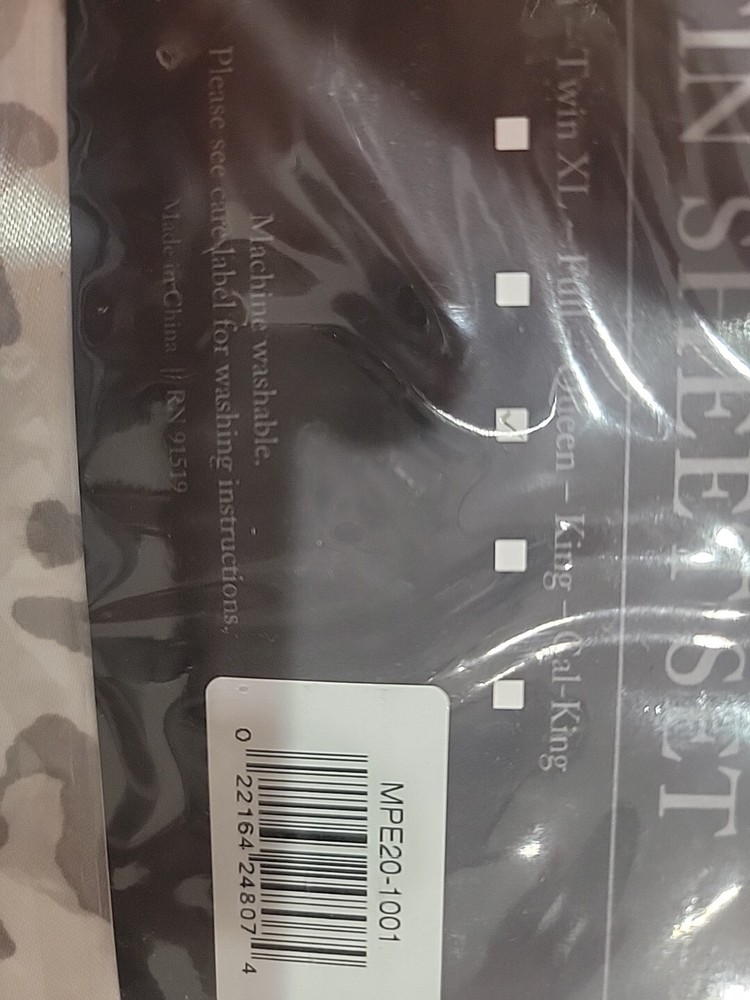 IN SHEET SET
– Twin XL – Full – Queen – King – Cal-King
Machine washable.
Please see care label for washing instructions.
Made in China // RN 91519
MPE20-1001
0 22164 24807 4